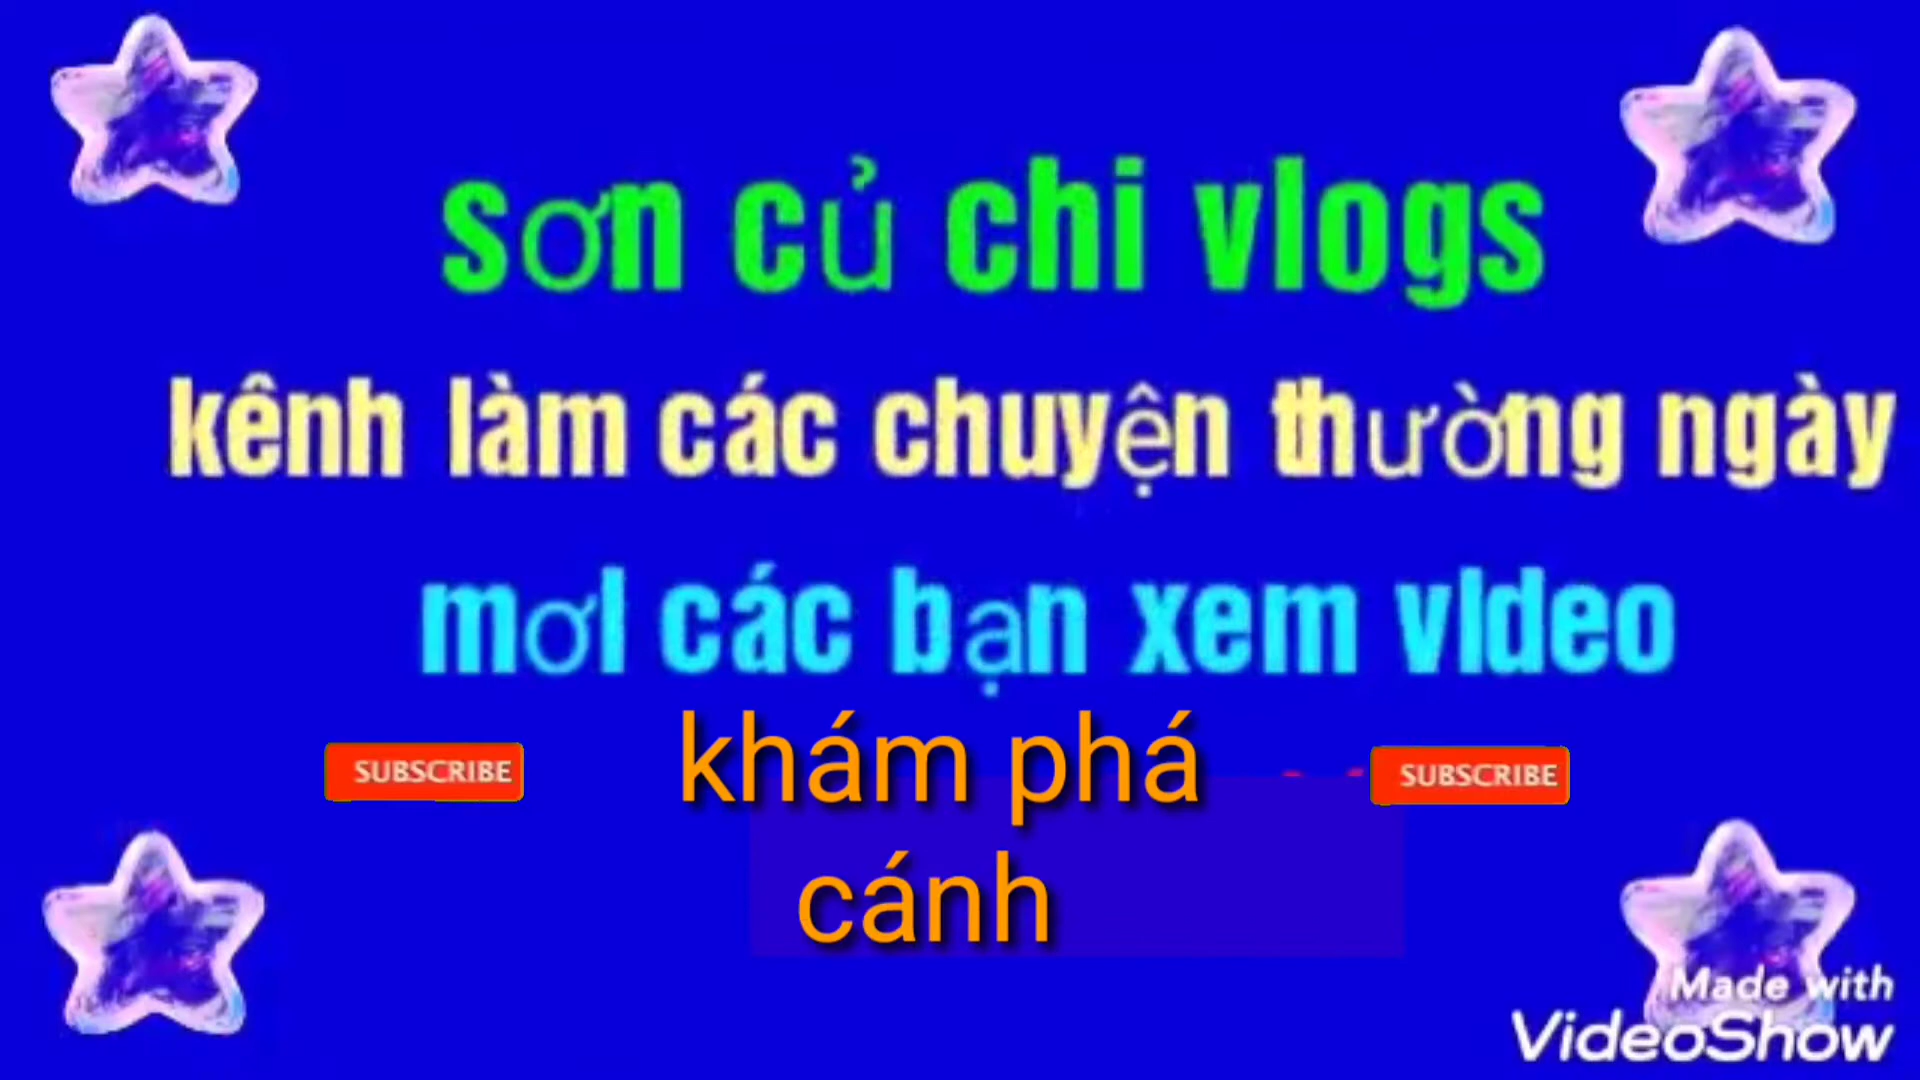 sơn củ chi vlogs
kênh làm các chuyện thường ngày
mơI các bạn xem vIdeo
khám phá
SUBSCRIBE
SUBSCRIBE
cánh
Made with
VideoShow